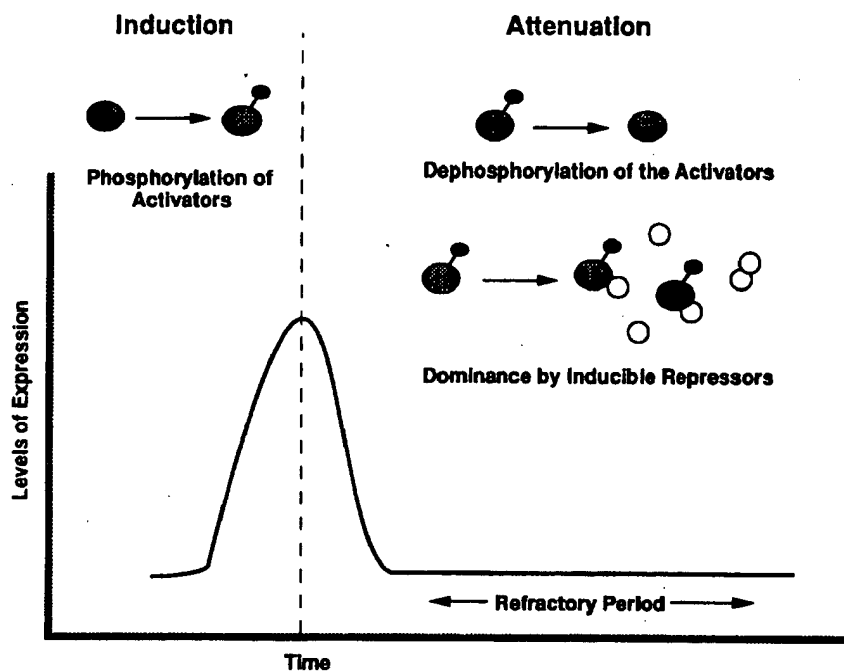 Induction
Attenuation
Phosphorylation of
Activators
Dephosphorylation of the Activators
Dominance by Inducible Repressors
Levels of Expression
Refractory Period
Time